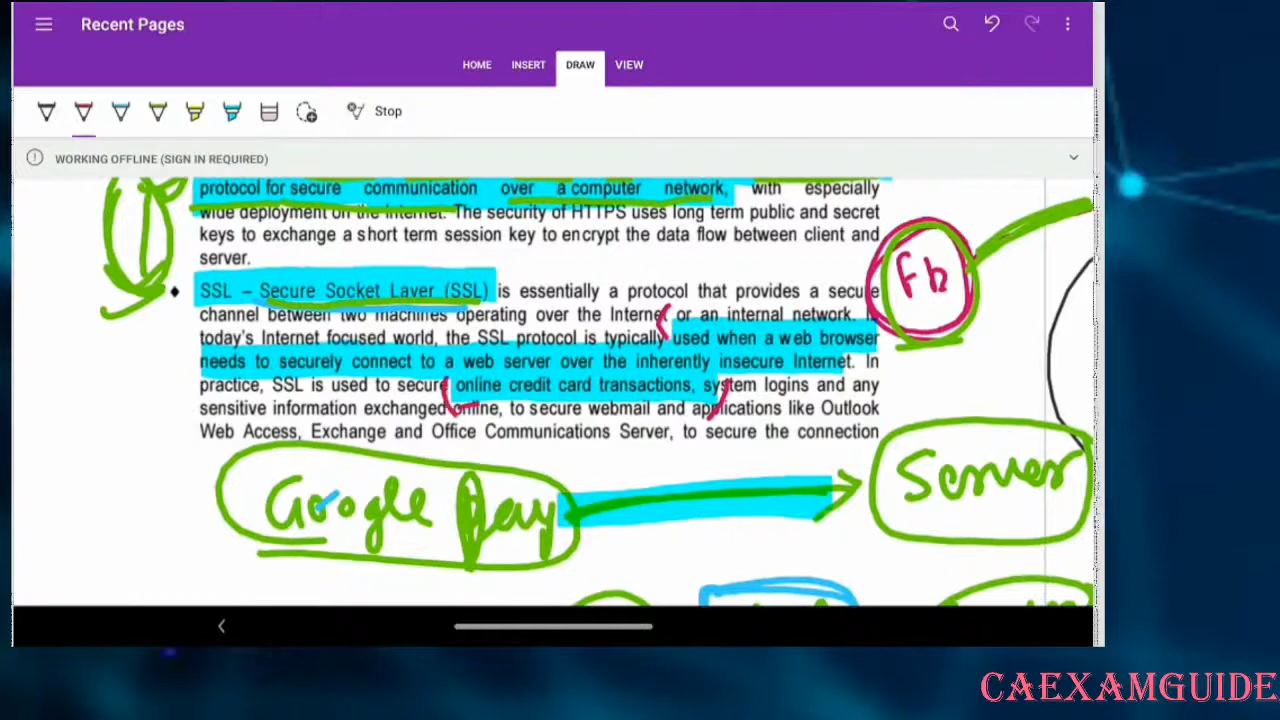 Recent Pages
HOME INSERT DRAW VIEW
Stop
WORKING OFFLINE (SIGN IN REQUIRED)
protocol for secure communication over a computer network, with especially
wide deployment on the Internet. The security of HTTPS uses long term public and secret
keys to exchange a short term session key to encrypt the data flow between client and
server.
Fb
♦ SSL – Secure Socket Layer (SSL) is essentially a protocol that provides a secure
channel between two machines operating over the Internet or an internal network. In
today's Internet focused world, the SSL protocol is typically used when a web browser
needs to securely connect to a web server over the inherently insecure Internet. In
practice, SSL is used to secure online credit card transactions, system logins and any
sensitive information exchanged online, to secure webmail and applications like Outlook
Web Access, Exchange and Office Communications Server, to secure the connection
Google pay
Server
CAEXAMGUIDE